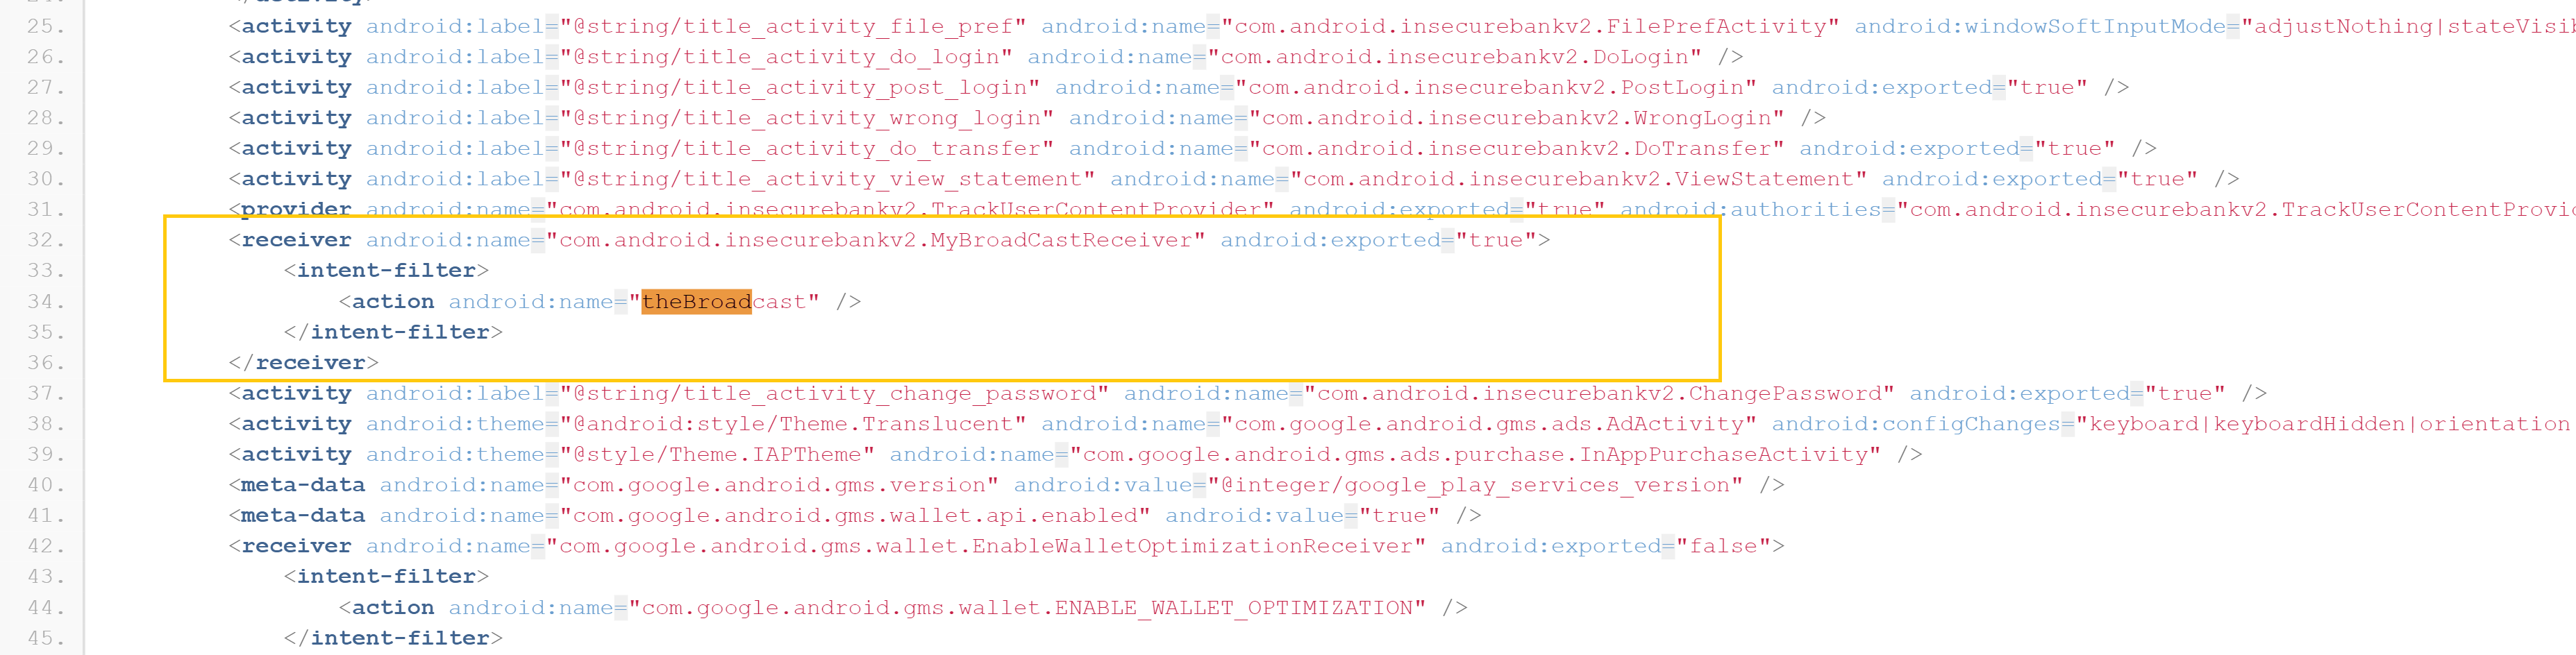 25. <activity android:label="@string/title_activity_file_pref" android:name="com.android.insecurebankv2.FilePrefActivity" android:windowSoftInputMode="adjustNothing|stateVisib
26. <activity android:label="@string/title_activity_do_login" android:name="com.android.insecurebankv2.DoLogin" />
27. <activity android:label="@string/title_activity_post_login" android:name="com.android.insecurebankv2.PostLogin" android:exported="true" />
28. <activity android:label="@string/title_activity_wrong_login" android:name="com.android.insecurebankv2.WrongLogin" />
29. <activity android:label="@string/title_activity_do_transfer" android:name="com.android.insecurebankv2.DoTransfer" android:exported="true" />
30. <activity android:label="@string/title_activity_view_statement" android:name="com.android.insecurebankv2.ViewStatement" android:exported="true" />
31. <provider android:name="com.android.insecurebankv2.TrackUserContentProvider" android:exported="true" android:authorities="com.android.insecurebankv2.TrackUserContentProvid
32. <receiver android:name="com.android.insecurebankv2.MyBroadCastReceiver" android:exported="true">
33. <intent-filter>
34. <action android:name="theBroadcast" />
35. </intent-filter>
36. </receiver>
37. <activity android:label="@string/title_activity_change_password" android:name="com.android.insecurebankv2.ChangePassword" android:exported="true" />
38. <activity android:theme="@android:style/Theme.Translucent" android:name="com.google.android.gms.ads.AdActivity" android:configChanges="keyboard|keyboardHidden|orientation
39. <activity android:theme="@style/Theme.IAPTheme" android:name="com.google.android.gms.ads.purchase.InAppPurchaseActivity" />
40. <meta-data android:name="com.google.android.gms.version" android:value="@integer/google_play_services_version" />
41. <meta-data android:name="com.google.android.gms.wallet.api.enabled" android:value="true" />
42. <receiver android:name="com.google.android.gms.wallet.EnableWalletOptimizationReceiver" android:exported="false">
43. <intent-filter>
44. <action android:name="com.google.android.gms.wallet.ENABLE_WALLET_OPTIMIZATION" />
45. </intent-filter>